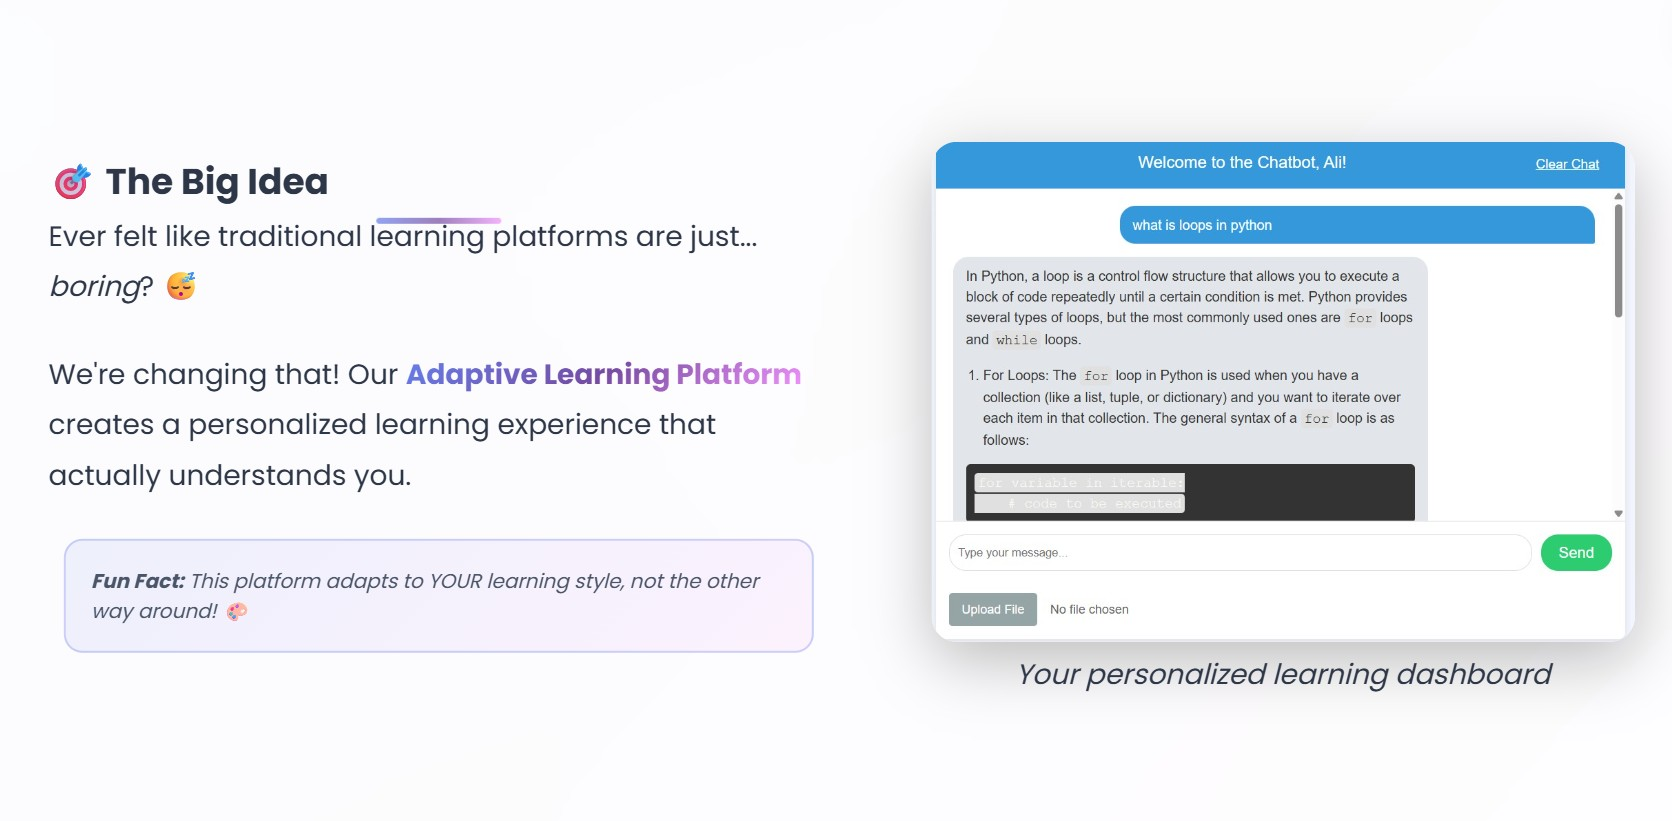 🎯 The Big Idea
Ever felt like traditional learning platforms are just...
boring? 😴
We're changing that! Our Adaptive Learning Platform
creates a personalized learning experience that
actually understands you.
Fun Fact: This platform adapts to YOUR learning style, not the other
way around! 🎨
Welcome to the Chatbot, Ali!
Clear Chat
what is loops in python
In Python, a loop is a control flow structure that allows you to execute a
block of code repeatedly until a certain condition is met. Python provides
several types of loops, but the most commonly used ones are for loops
and while loops.
1. For Loops: The for loop in Python is used when you have a
collection (like a list, tuple, or dictionary) and you want to iterate over
each item in that collection. The general syntax of a for loop is as
follows:
for variable in iterable:
    # code to be executed
Type your message...
Send
Upload File
No file chosen
Your personalized learning dashboard